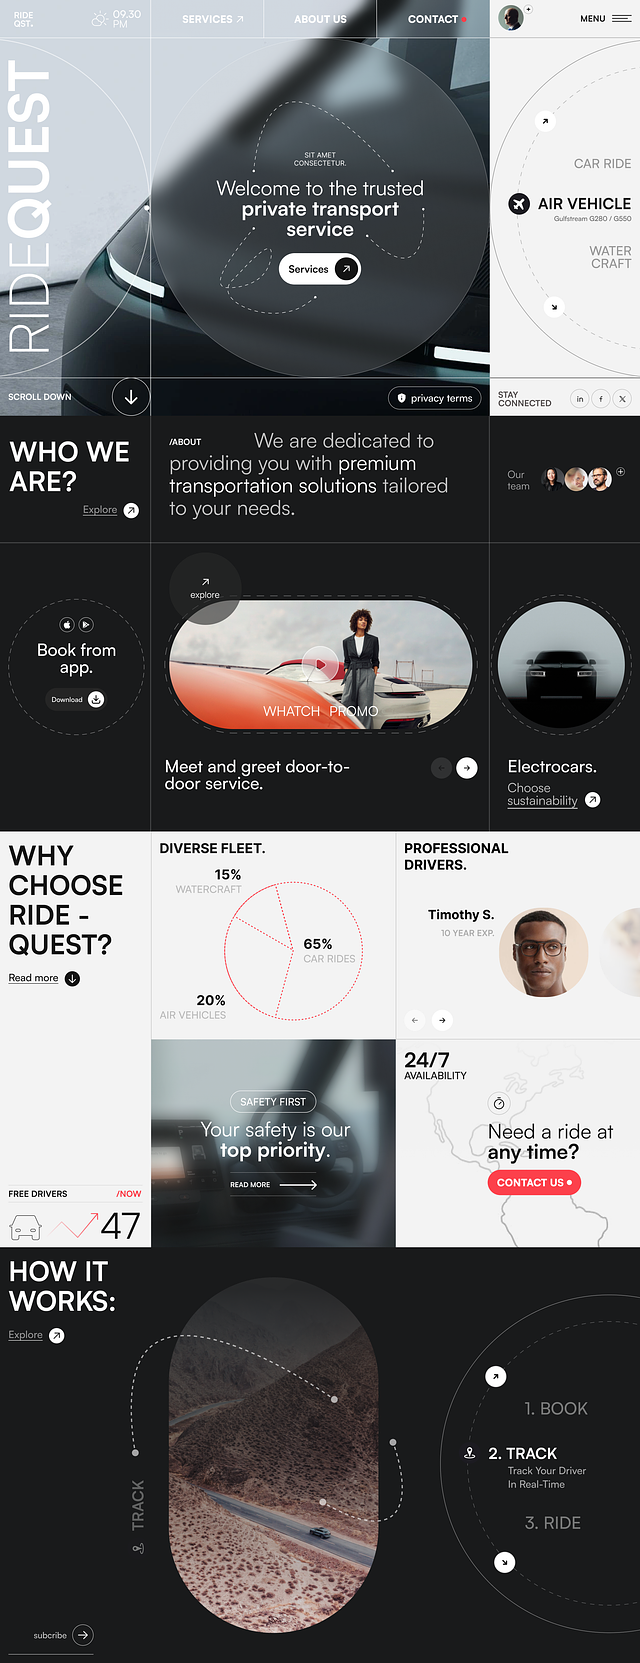 RIDE
QST.
09.30
PM
SERVICES
ABOUT US
CONTACT
MENU
RIDEQUEST
SIT AMET
CONSECTETUR.
Welcome to the trusted
private transport
service
Services
CAR RIDE
AIR VEHICLE
Gulfstream G280 / G550
WATER
CRAFT
SCROLL DOWN
privacy terms
STAY
CONNECTED
in
f
X
WHO WE
ARE?
Explore
/ABOUT
We are dedicated to
providing you with premium
transportation solutions tailored
to your needs.
Our
team
explore
Book from
app.
Download
WHATCH PROMO
Meet and greet door-to-
door service.
Electrocars.
Choose
sustainability
WHY
CHOOSE
RIDE -
QUEST?
Read more
DIVERSE FLEET.
15%
WATERCRAFT
65%
CAR RIDES
20%
AIR VEHICLES
PROFESSIONAL
DRIVERS.
Timothy S.
10 YEAR EXP.
SAFETY FIRST
Your safety is our
top priority.
READ MORE
24/7
AVAILABILITY
Need a ride at
any time?
CONTACT US
FREE DRIVERS
/NOW
47
HOW IT
WORKS:
Explore
TRACK
1. BOOK
2. TRACK
Track Your Driver
In Real-Time
3. RIDE
subcribe